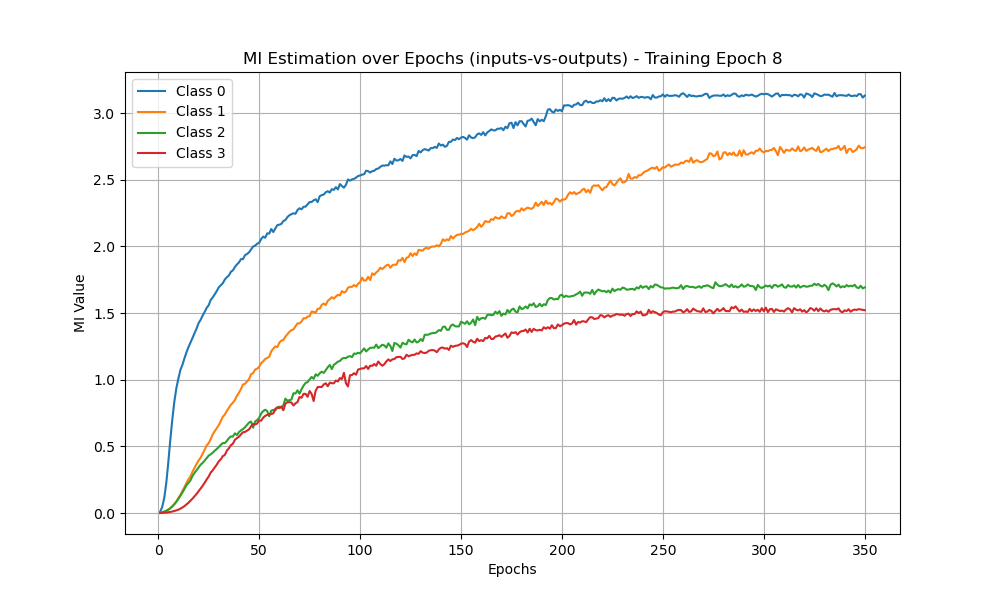 MI Estimation over Epochs (inputs-vs-outputs) - Training Epoch 8
Class 0
Class 1
Class 2
Class 3
MI Value
3.0
2.5
2.0
1.5
1.0
0.5
0.0
0 50 100 150 200 250 300 350
Epochs